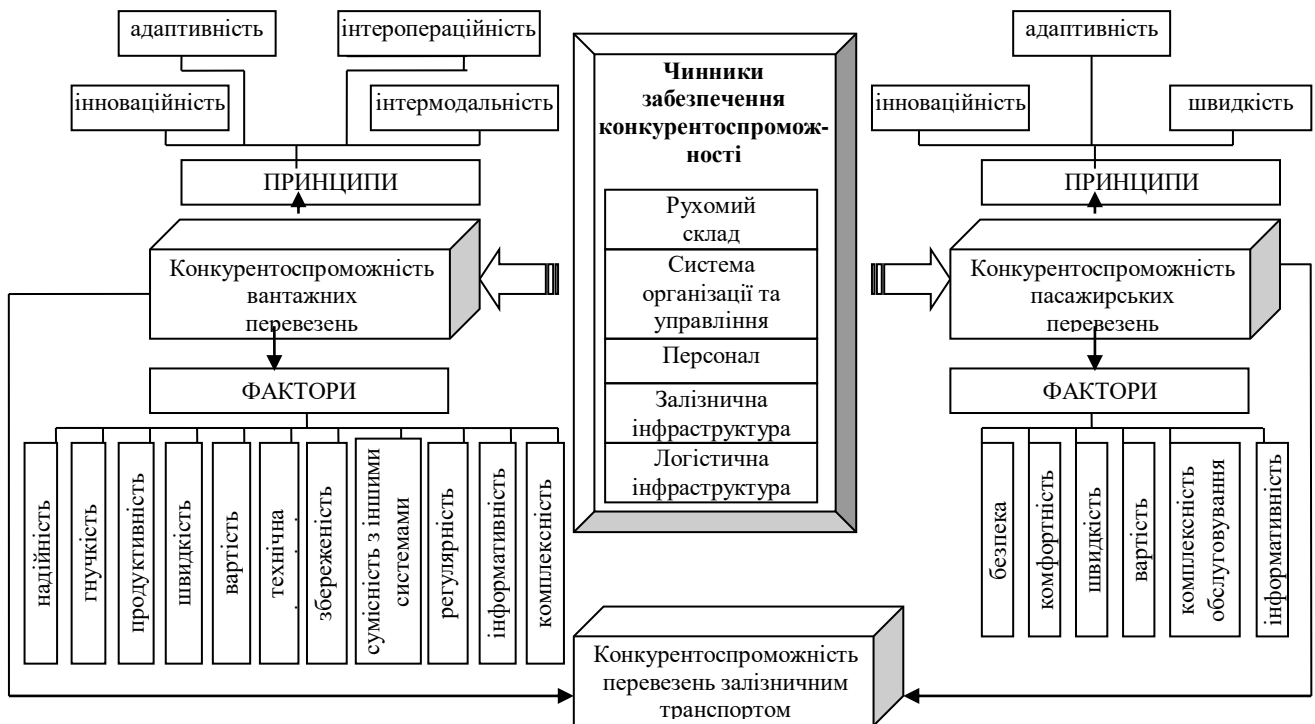 адаптивність
інтеропераційність
інноваційність
інтермодальність
ПРИНЦИПИ
Конкурентоспроможність
вантажних
перевезень
ФАКТОРИ
надійність
гнучкість
продуктивність
швидкість
вартість
технічна
збереженість
сумісність з іншими
системами
регулярність
інформативність
комплексність
Чинники
забезпечення
конкурентоспромож-
ності
Рухомий
склад
Система
організації та
управління
Персонал
Залізнична
інфраструктура
Логістична
інфраструктура
адаптивність
інноваційність
швидкість
ПРИНЦИПИ
Конкурентоспроможність
пасажирських
перевезень
ФАКТОРИ
безпека
комфортність
швидкість
вартість
комплексність
обслуговування
інформативність
Конкурентоспроможність
перевезень залізничним
транспортом